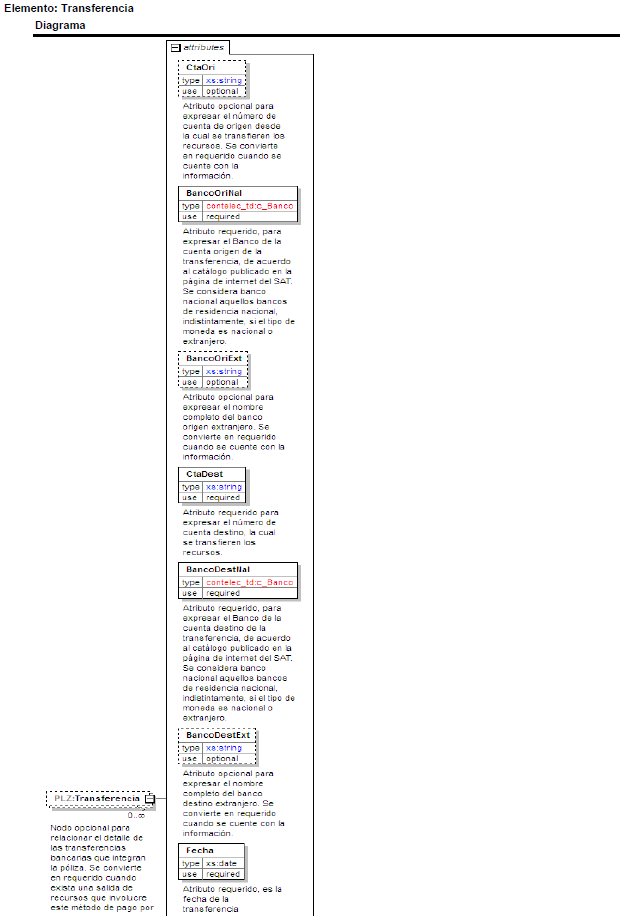 Elemento: Transferencia
Diagrama
attributes
CtaOri
type xs:string
use optional
Atributo opcional para
expresar el número de
cuenta de origen desde
la cual se transfieren los
recursos. Se convierte
en requerido cuando se
cuente con la
información.
BancoOriNal
type contelec_td:c_Banco
use required
Atributo requerido, para
expresar el Banco de la
cuenta origen de la
transferencia, de acuerdo
al catálogo publicado en la
página de internet del SAT.
Se considera banco
nacional aquellos bancos
de residencia nacional,
indistintamente, si el tipo de
moneda es nacional o
extranjero.
BancoOriExt
type xs:string
use optional
Atributo opcional para
expresar el nombre
completo del banco
origen extranjero. Se
convierte en requerido
cuando se cuente con la
información.
CtaDest
type xs:string
use required
Atributo requerido para
expresar el número de
cuenta destino, la cual
se transfieren los
recursos.
BancoDestNal
type contelec_td:c_Banco
use required
Atributo requerido, para
expresar el Banco de la
cuenta destino de la
transferencia, de acuerdo
al catálogo publicado en la
página de internet del SAT.
Se considera banco
nacional aquellos bancos
de residencia nacional,
indistintamente, si el tipo de
moneda es nacional o
extranjero.
BancoDestExt
type xs:string
use optional
Atributo opcional para
expresar el nombre
completo del banco
destino extranjero. Se
convierte en requerido
cuando se cuente con la
información.
Fecha
type xs:date
use required
Atributo requerido, es la
fecha de la
transferencia
PLZ:Transferencia
0..∞
Nodo opcional para
relacionar el detalle de
las transferencias
bancarias que integran
la póliza. Se convierte
en requerido cuando
exista una salida de
recursos que involucre
este método de pago por